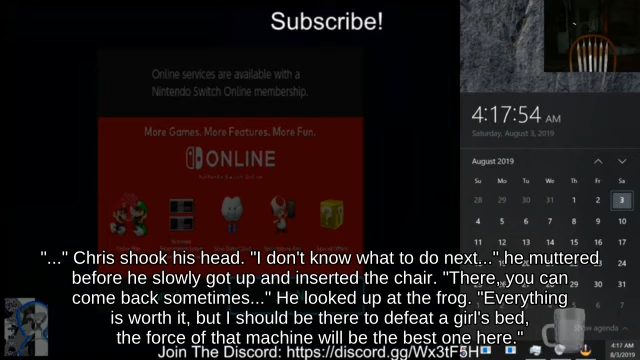 Subscribe!
Online services are available with a
Nintendo Switch Online membership.
More Games. More Features. More Fun.
ONLINE
Nintendo Switch Online
4:17:54 AM
Saturday, August 3, 2019
August 2019
Su Mo Tu We Th Fr Sa
28 29 30 31 1 2 3
4 5 6 7 8 9 10
11 12 13 14 15 16 17
"..." Chris shook his head. "I don't know what to do next..." he muttered
before he slowly got up and inserted the chair. "There, you can
come back sometimes..." He looked up at the frog. "Everything
is worth it, but I should be there to defeat a girl's bed,
the force of that machine will be the best one here."
Show agenda
Join The Discord: https://discord.gg/Wx3tF5H
4:17 AM
8/3/2019